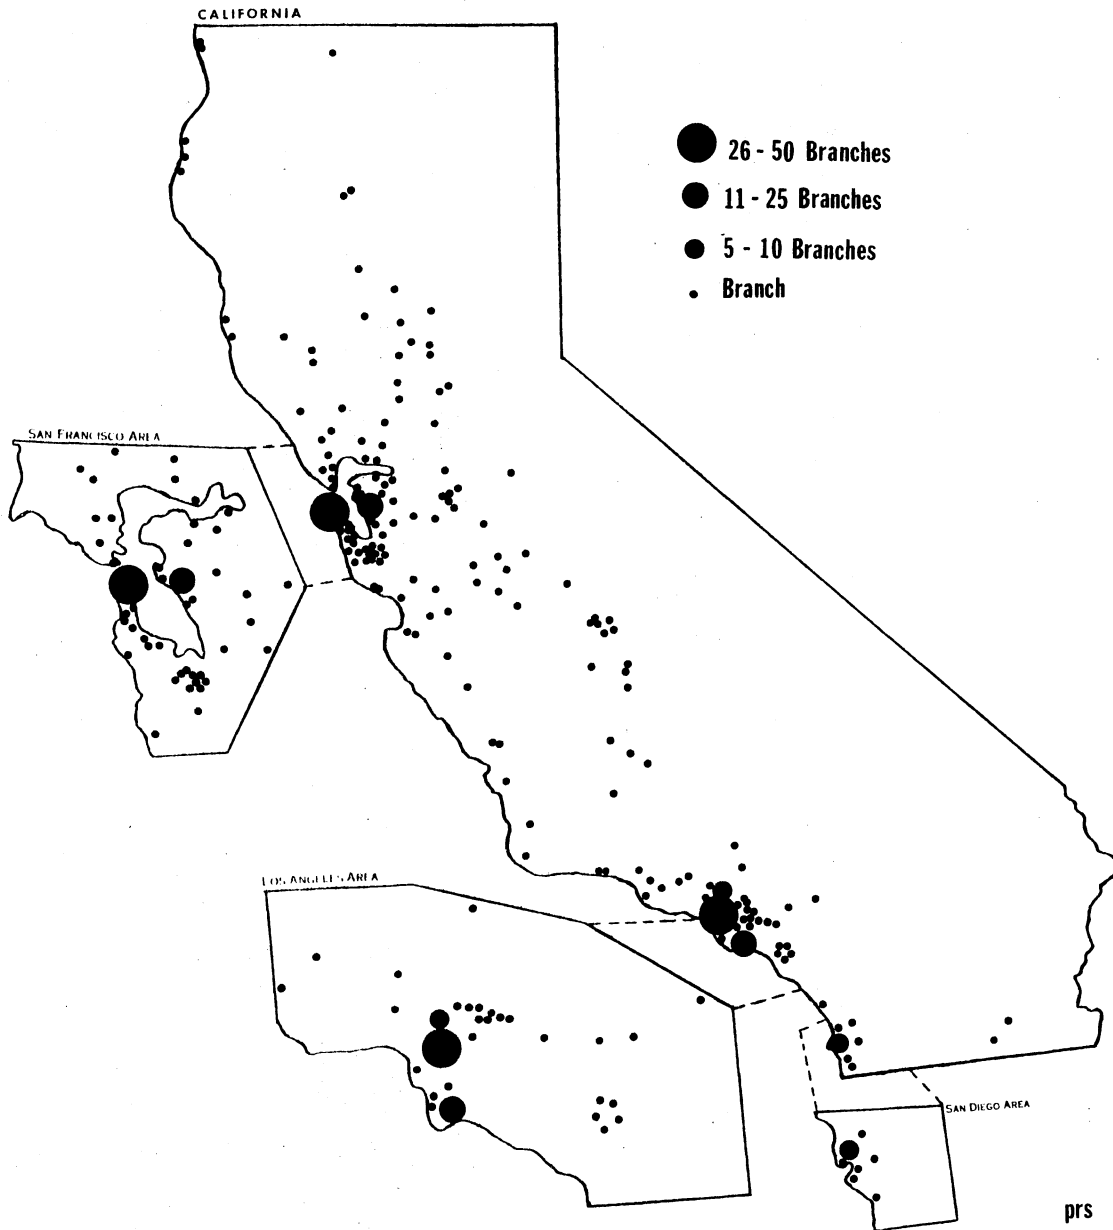 CALIFORNIA
26 - 50 Branches
11 - 25 Branches
5 - 10 Branches
Branch
SAN FRANCISCO AREA
LOS ANGELES AREA
SAN DIEGO AREA
prs